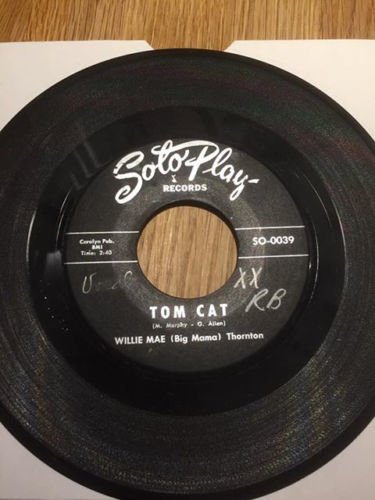 Soto-Play-
RECORDS
Carolyn Pub.
BMI
Time: 2:40
SO-0039
XX
RB
TOM CAT
(M. Murphy - G. Allen)
WILLIE MAE (Big Mama) Thornton